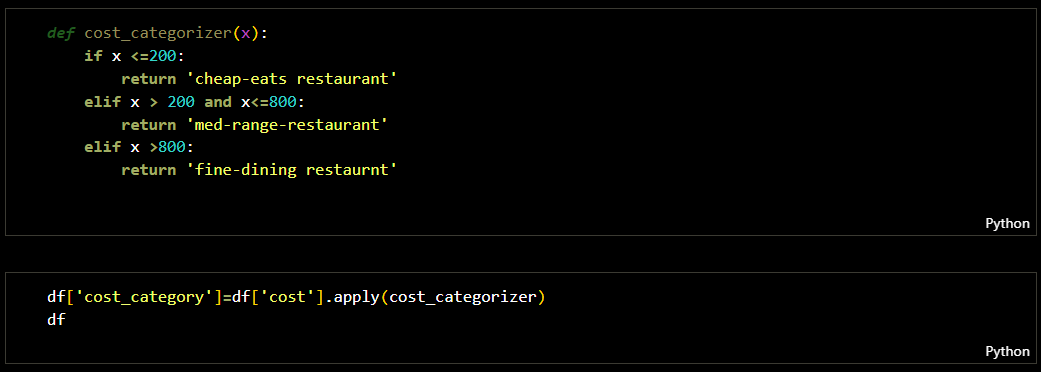 def cost_categorizer(x):
    if x <=200:
        return 'cheap-eats restaurant'
    elif x > 200 and x<=800:
        return 'med-range-restaurant'
    elif x >800:
        return 'fine-dining restaurnt'
Python
df['cost_category']=df['cost'].apply(cost_categorizer)
df
Python